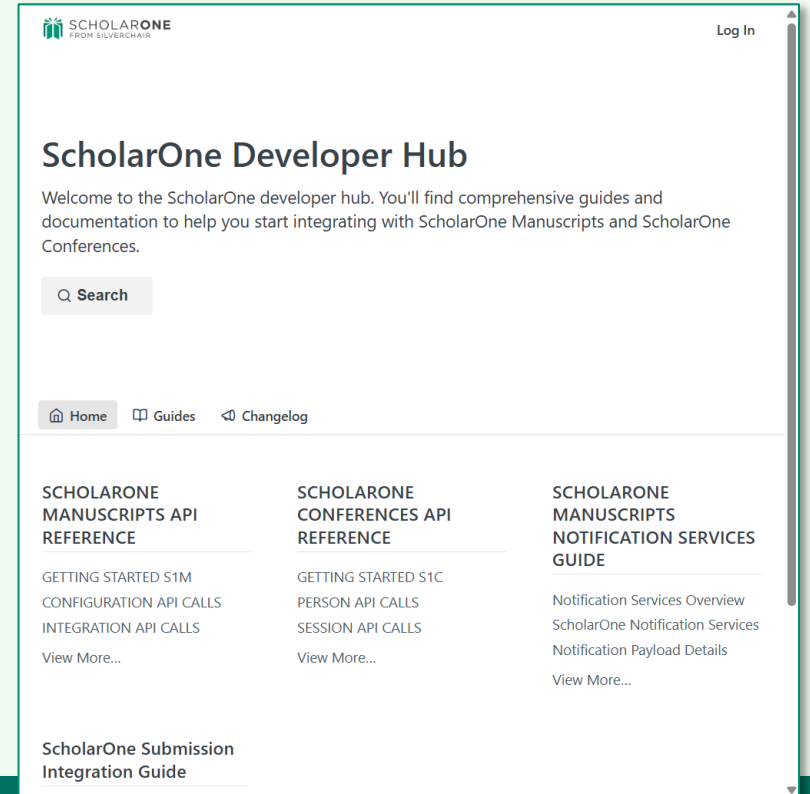 SCHOLARONE
FROM SILVERCHAIR
Log In
ScholarOne Developer Hub
Welcome to the ScholarOne developer hub. You'll find comprehensive guides and
documentation to help you start integrating with ScholarOne Manuscripts and ScholarOne
Conferences.
Search
Home
Guides
Changelog
SCHOLARONE
MANUSCRIPTS API
REFERENCE
GETTING STARTED S1M
CONFIGURATION API CALLS
INTEGRATION API CALLS
View More...
SCHOLARONE
CONFERENCES API
REFERENCE
GETTING STARTED S1C
PERSON API CALLS
SESSION API CALLS
View More...
SCHOLARONE
MANUSCRIPTS
NOTIFICATION SERVICES
GUIDE
Notification Services Overview
ScholarOne Notification Services
Notification Payload Details
View More...
ScholarOne Submission
Integration Guide